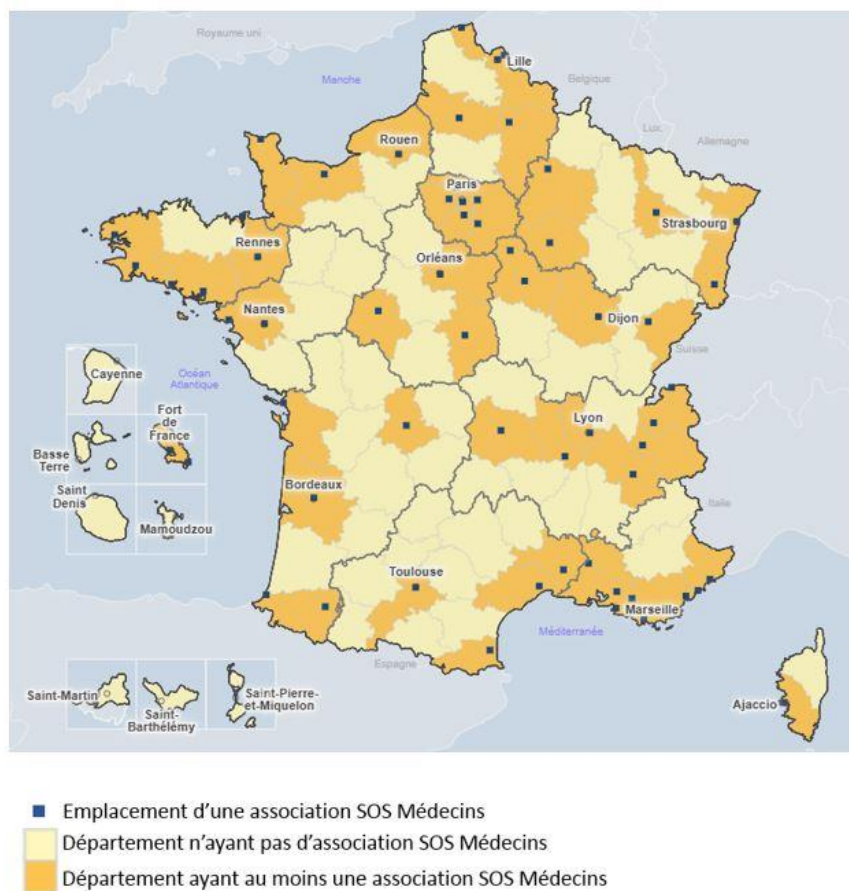 Royaume uni
Lille
Manche
Belgique
Rouen
Lux.
Allemagne
Paris
Strasbourg
Rennes
Orléans
Nantes
Dijon
Suisse
Océan
Atlantique
Cayenne
Fort
de
France
Lyon
Basse
Terre
Saint
Denis
Bordeaux
Italie
Mamoudzou
Toulouse
Marseille
Méditerranée
Espagne
Saint-Martin
Saint-
Barthélémy
Saint-Pierre-
et-Miquelon
Ajaccio
Emplacement d'une association SOS Médecins
Département n'ayant pas d'association SOS Médecins
Département ayant au moins une association SOS Médecins